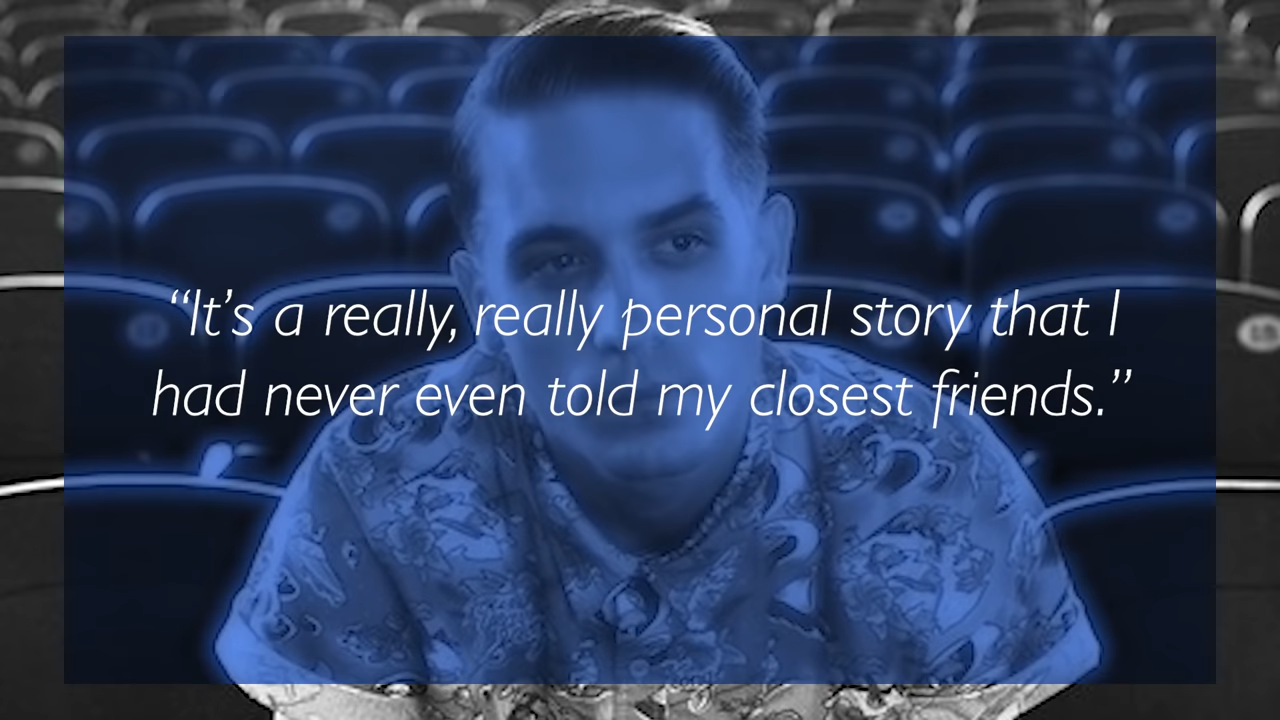 “It’s a really, really personal story that I
had never even told my closest friends.”